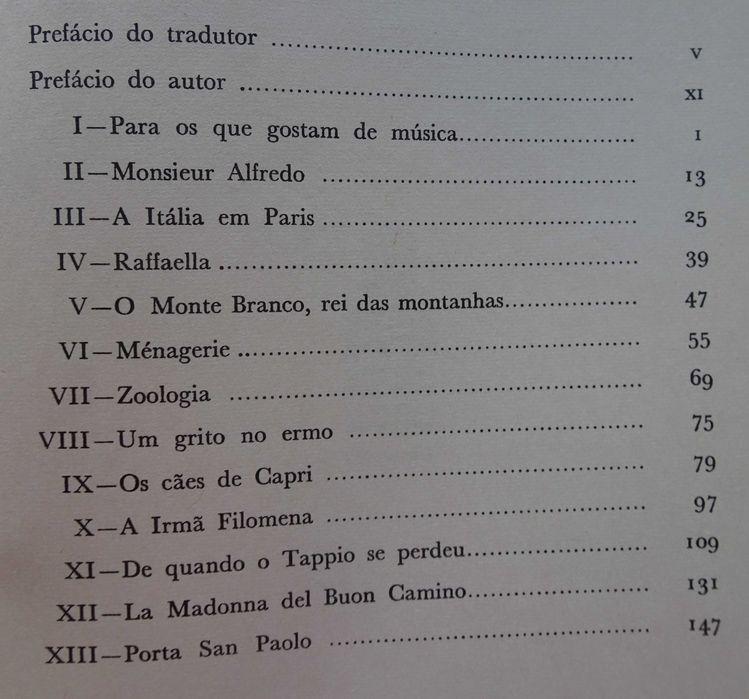 Prefácio do tradutor ........................................ V
Prefácio do autor ........................................ XI
I—Para os que gostam de música........................ I
II—Monsieur Alfredo ........................................ 13
III—A Itália em Paris ........................................ 25
IV—Raffaella ........................................ 39
V—O Monte Branco, rei das montanhas.................. 47
VI—Ménagerie ........................................ 55
VII—Zoologia ........................................ 69
VIII—Um grito no ermo ........................................ 75
IX—Os cães de Capri ........................................ 79
X—A Irmã Filomena ........................................ 97
XI—De quando o Tappio se perdeu........................ 109
XII—La Madonna del Buon Camino........................ 131
XIII—Porta San Paolo ........................................ 147